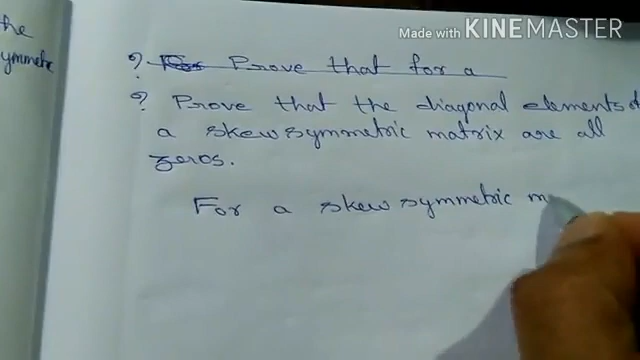 Made with KINEMASTER
the
ymmetric
? Prove that for a
? Prove that the diagonal elements of
a skew symmetric matrix are all
zeros.
For a skew symmetric m